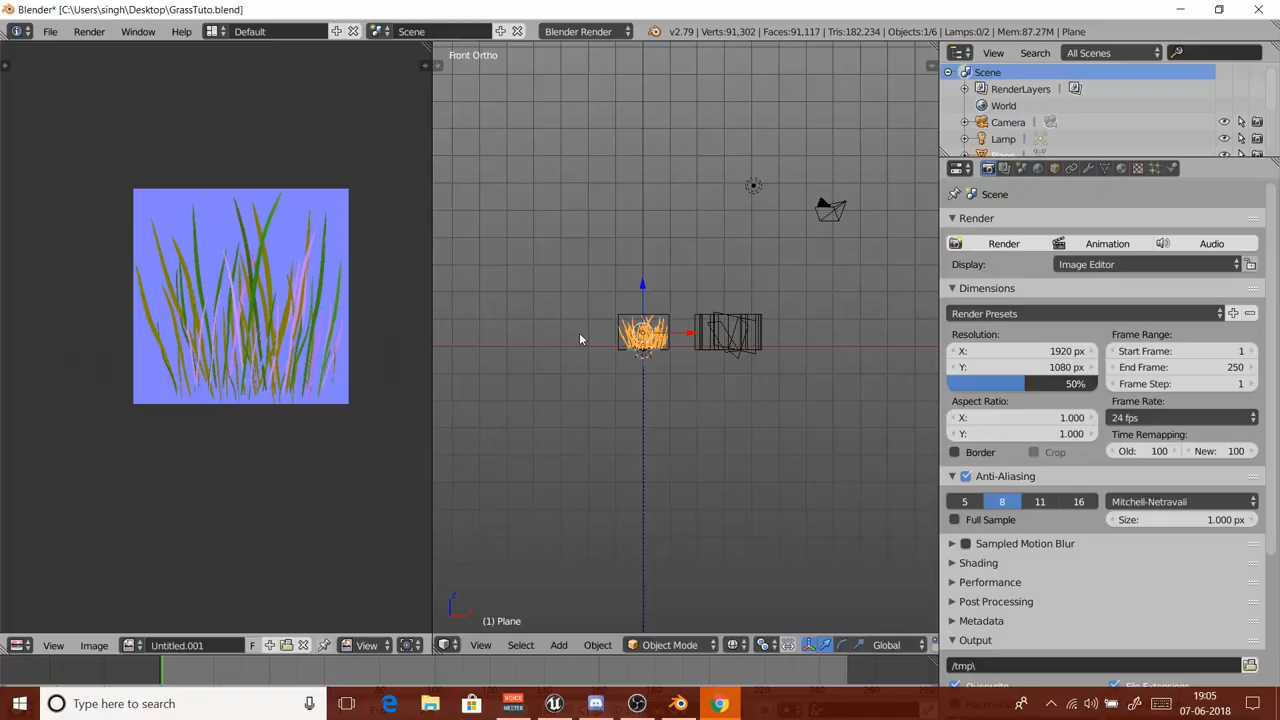 Blender* [C:\Users\singh\Desktop\GrassTuto.blend]
File Render Window Help Default Scene Blender Render v2.79 | Verts:91,302 | Faces:91,117 | Tris:182,234 | Objects:1/6 | Lamps:0/2 | Mem:87.27M | Plane
Front Ortho
View Search All Scenes
Scene
RenderLayers
World
Camera
Lamp
Scene
Render
Render Animation Audio
Display: Image Editor
Dimensions
Render Presets
Resolution: Frame Range:
X: 1920 px Start Frame: 1
Y: 1080 px End Frame: 250
50% Frame Step: 1
Aspect Ratio: Frame Rate:
X: 1.000 24 fps
Y: 1.000 Time Remapping:
Border Crop Old: 100 New: 100
Anti-Aliasing
5 8 11 16 Mitchell-Netravali
Full Sample Size: 1.000 px
Sampled Motion Blur
Shading
Performance
Post Processing
Metadata
Output
/tmp\
z
(1) Plane
View Image Untitled.001 F View View Select Add Object Object Mode Global
Type here to search
VOICE MEETER
19:05
07-06-2018